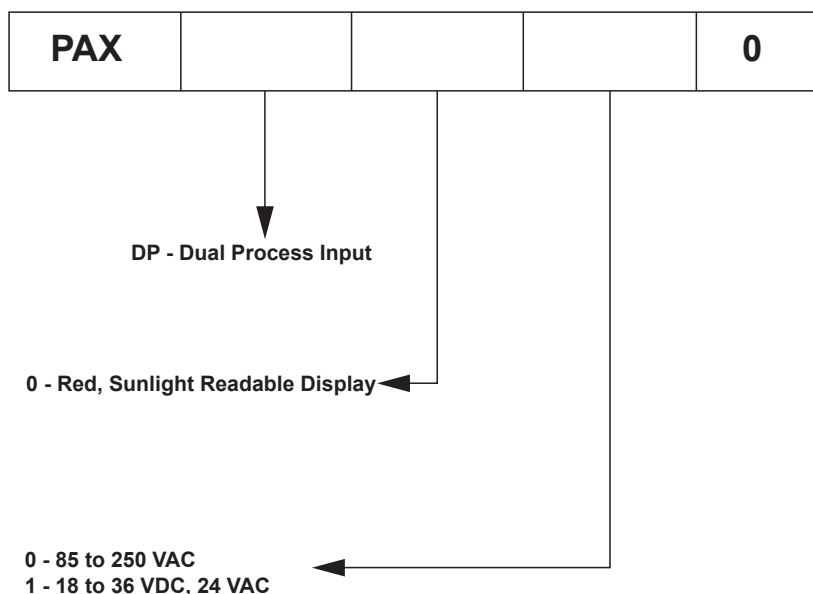 PAX 0
DP - Dual Process Input
0 - Red, Sunlight Readable Display
0 - 85 to 250 VAC
1 - 18 to 36 VDC, 24 VAC